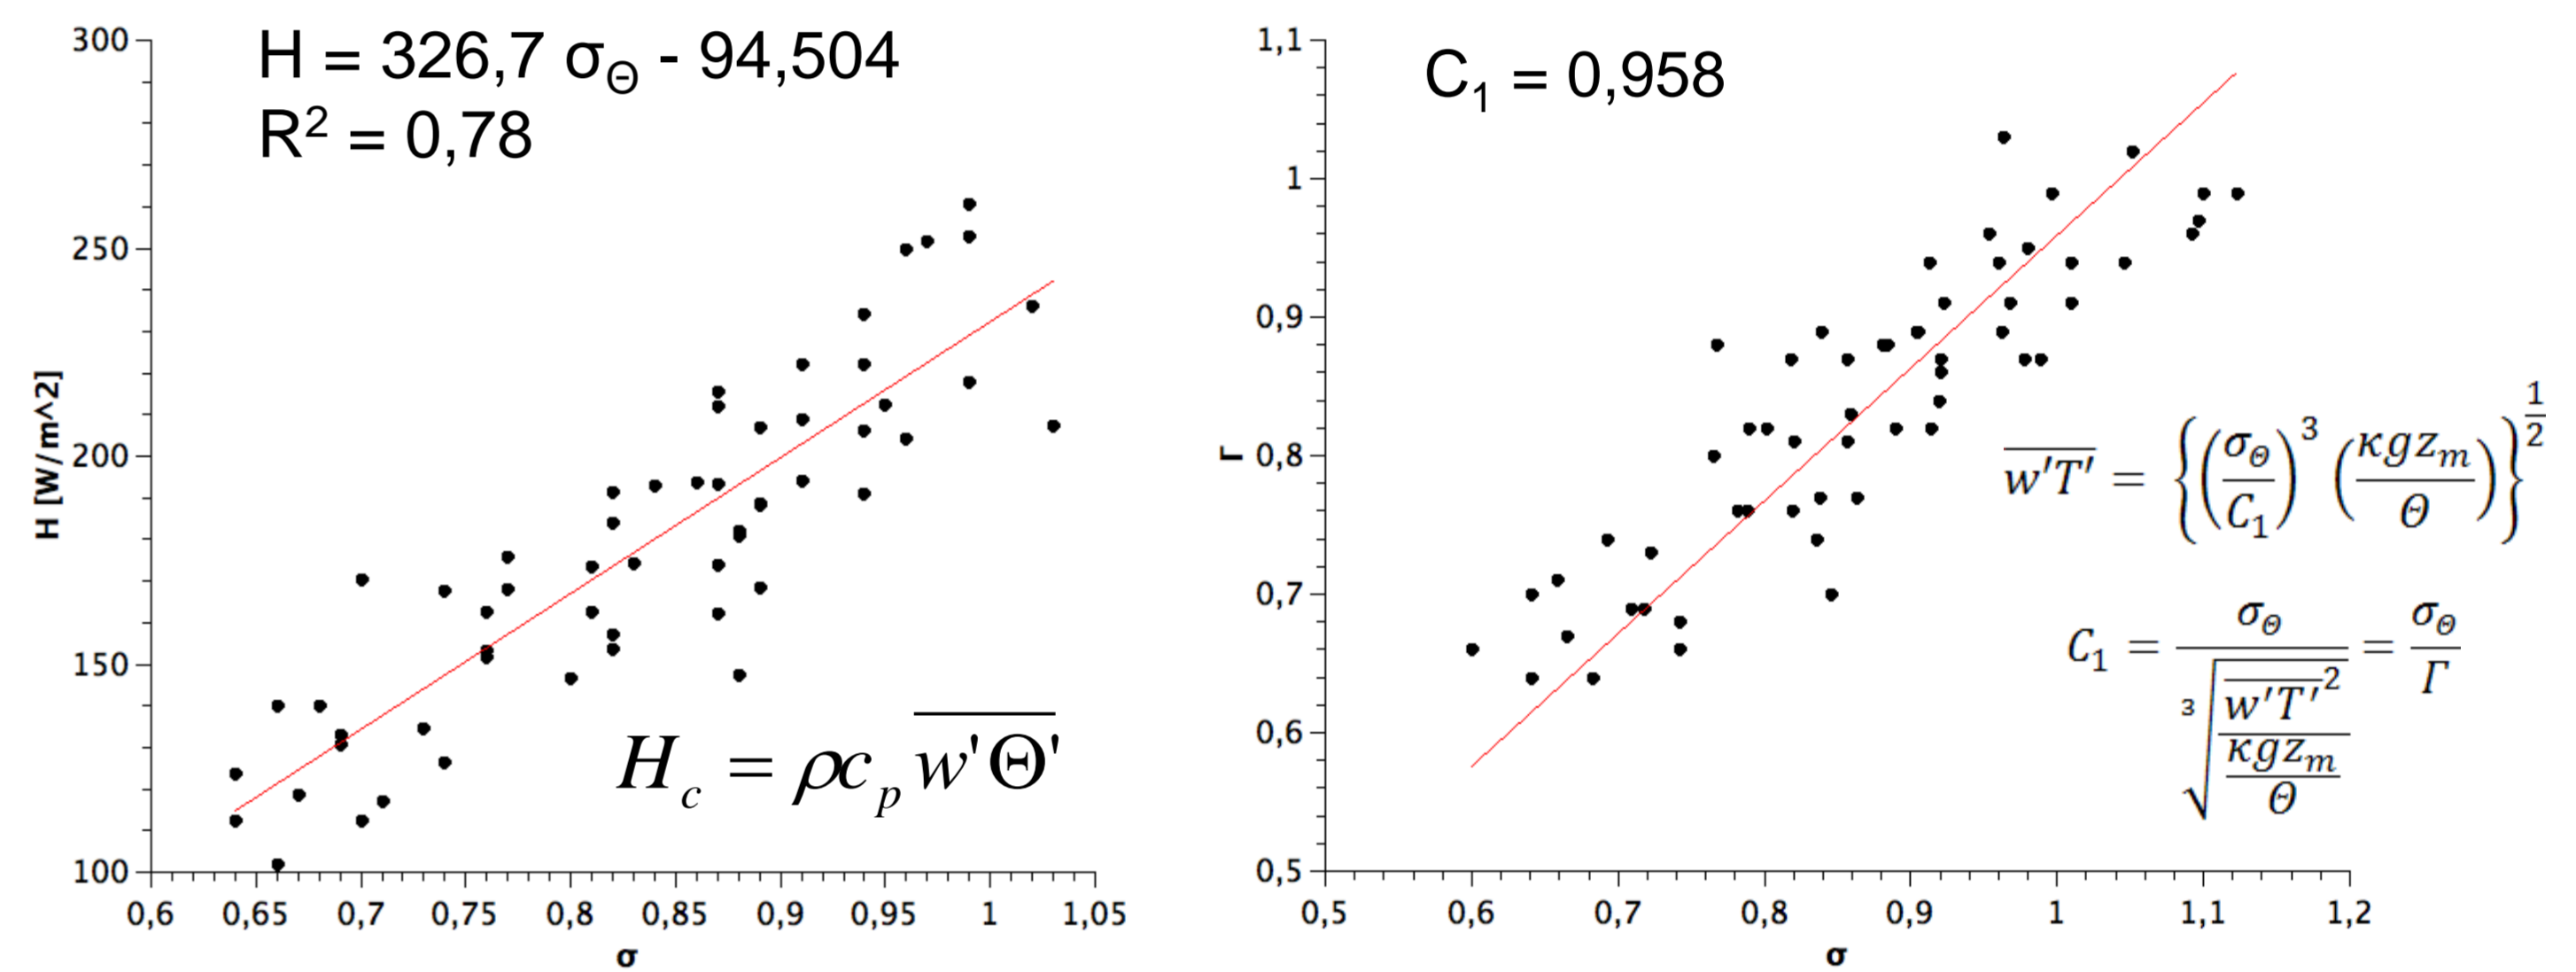 H = 326,7 σ_Θ - 94,504
R² = 0,78
300
250
200
150
100
H [W/m^2]
0,6 0,65 0,7 0,75 0,8 0,85 0,9 0,95 1 1,05
σ
H_c = ρc_p \overline{w'Θ'}
C₁ = 0,958
1,1
1
0,9
0,8
0,7
0,6
0,5
Γ
0,5 0,6 0,7 0,8 0,9 1 1,1 1,2
σ
\overline{w'T'} = {(σ_Θ/C₁)³ (κgz_m/Θ)}^{1/2}
C₁ = σ_Θ / ∛(\overline{w'T'}² / (κgz_m/Θ)) = σ_Θ/Γ